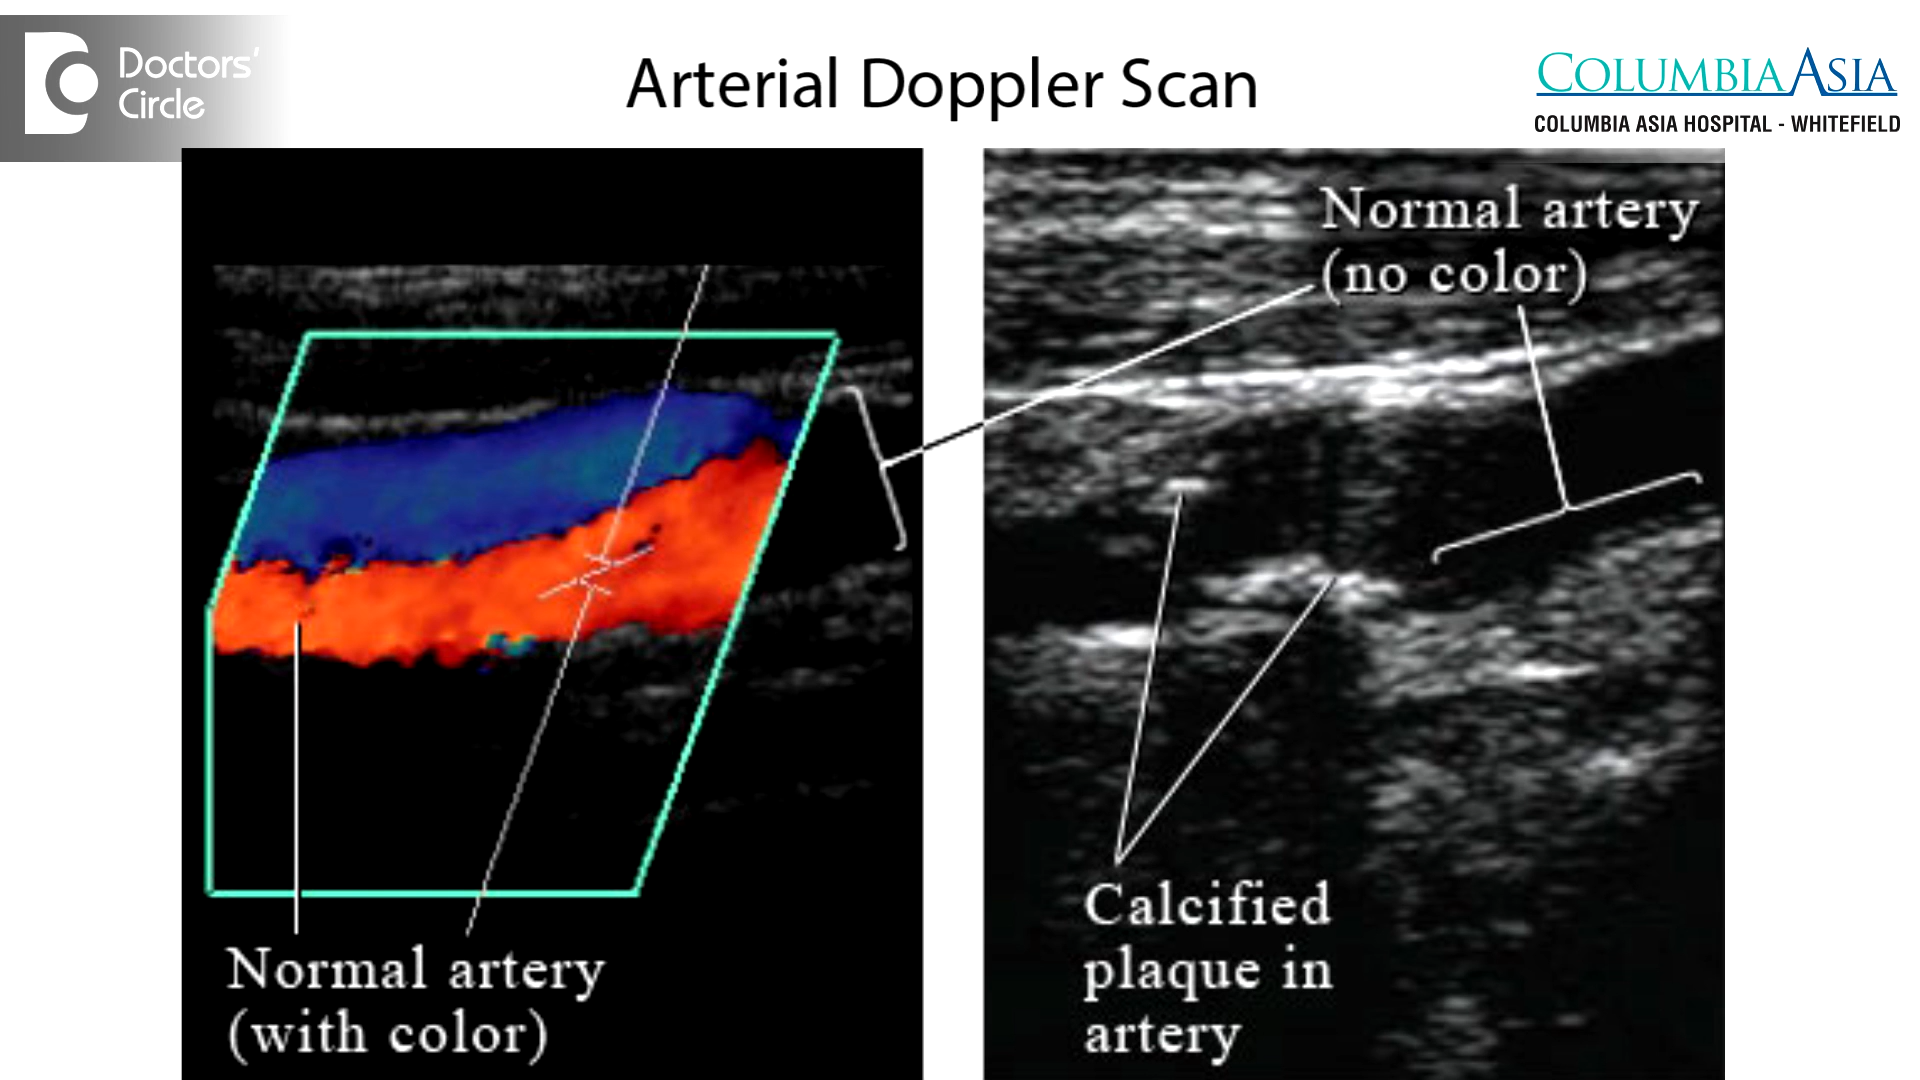 Doctors'
Circle
Arterial Doppler Scan
COLUMBIA ASIA
COLUMBIA ASIA HOSPITAL - WHITEFIELD
Normal artery
(no color)
Normal artery
(with color)
Calcified
plaque in
artery